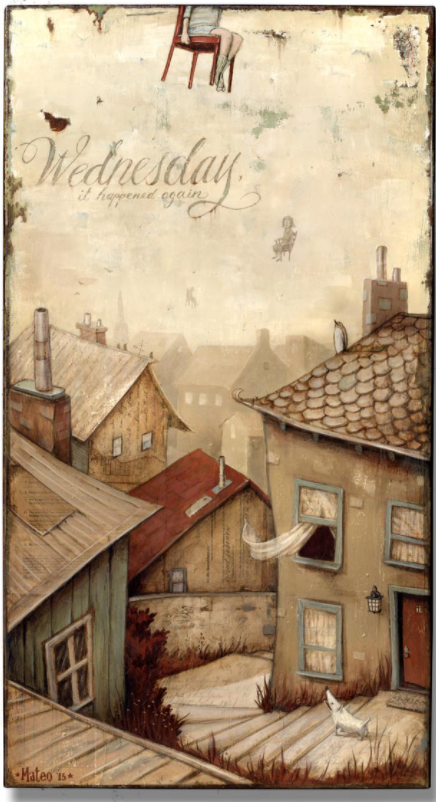 Wednesday,
it happened again
•Mateo 15•